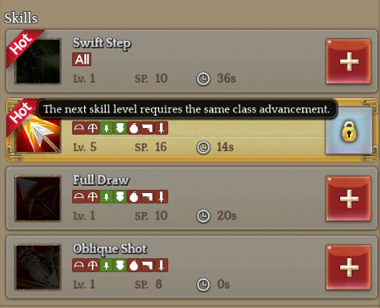 Skills
Hot
Swift Step
All
Lv. 1 SP. 10 36s
Hot
The next skill level requires the same class advancement.
Lv. 5 SP. 16 14s
Full Draw
Lv. 1 SP. 10 20s
Oblique Shot
Lv. 1 SP. 8 0s